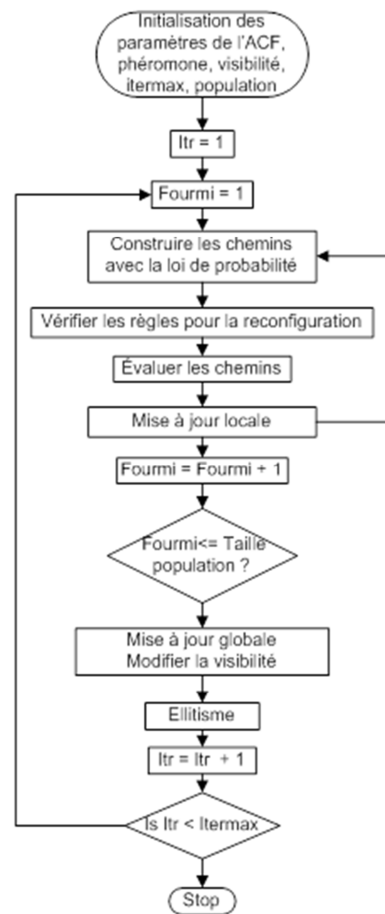 Initialisation des
paramètres de l'ACF,
phéromone, visibilité,
itermax, population
Itr = 1
Fourmi = 1
Construire les chemins
avec la loi de probabilité
Vérifier les règles pour la reconfiguration
Évaluer les chemins
Mise à jour locale
Fourmi = Fourmi + 1
Fourmi<= Taille
population ?
Mise à jour globale
Modifier la visibilité
Ellitisme
Itr = Itr + 1
Is Itr < Itermax
Stop